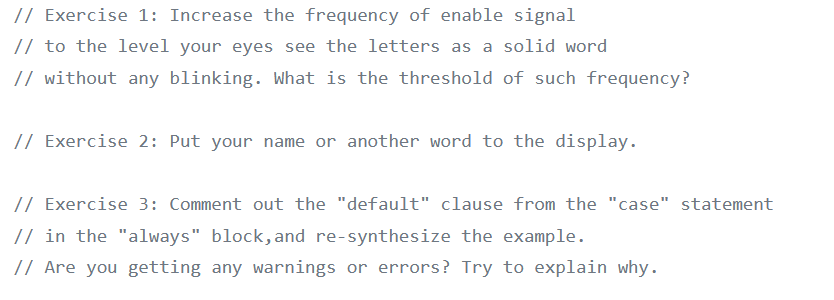 // Exercise 1: Increase the frequency of enable signal
// to the level your eyes see the letters as a solid word
// without any blinking. What is the threshold of such frequency?
// Exercise 2: Put your name or another word to the display.
// Exercise 3: Comment out the "default" clause from the "case" statement
// in the "always" block,and re-synthesize the example.
// Are you getting any warnings or errors? Try to explain why.